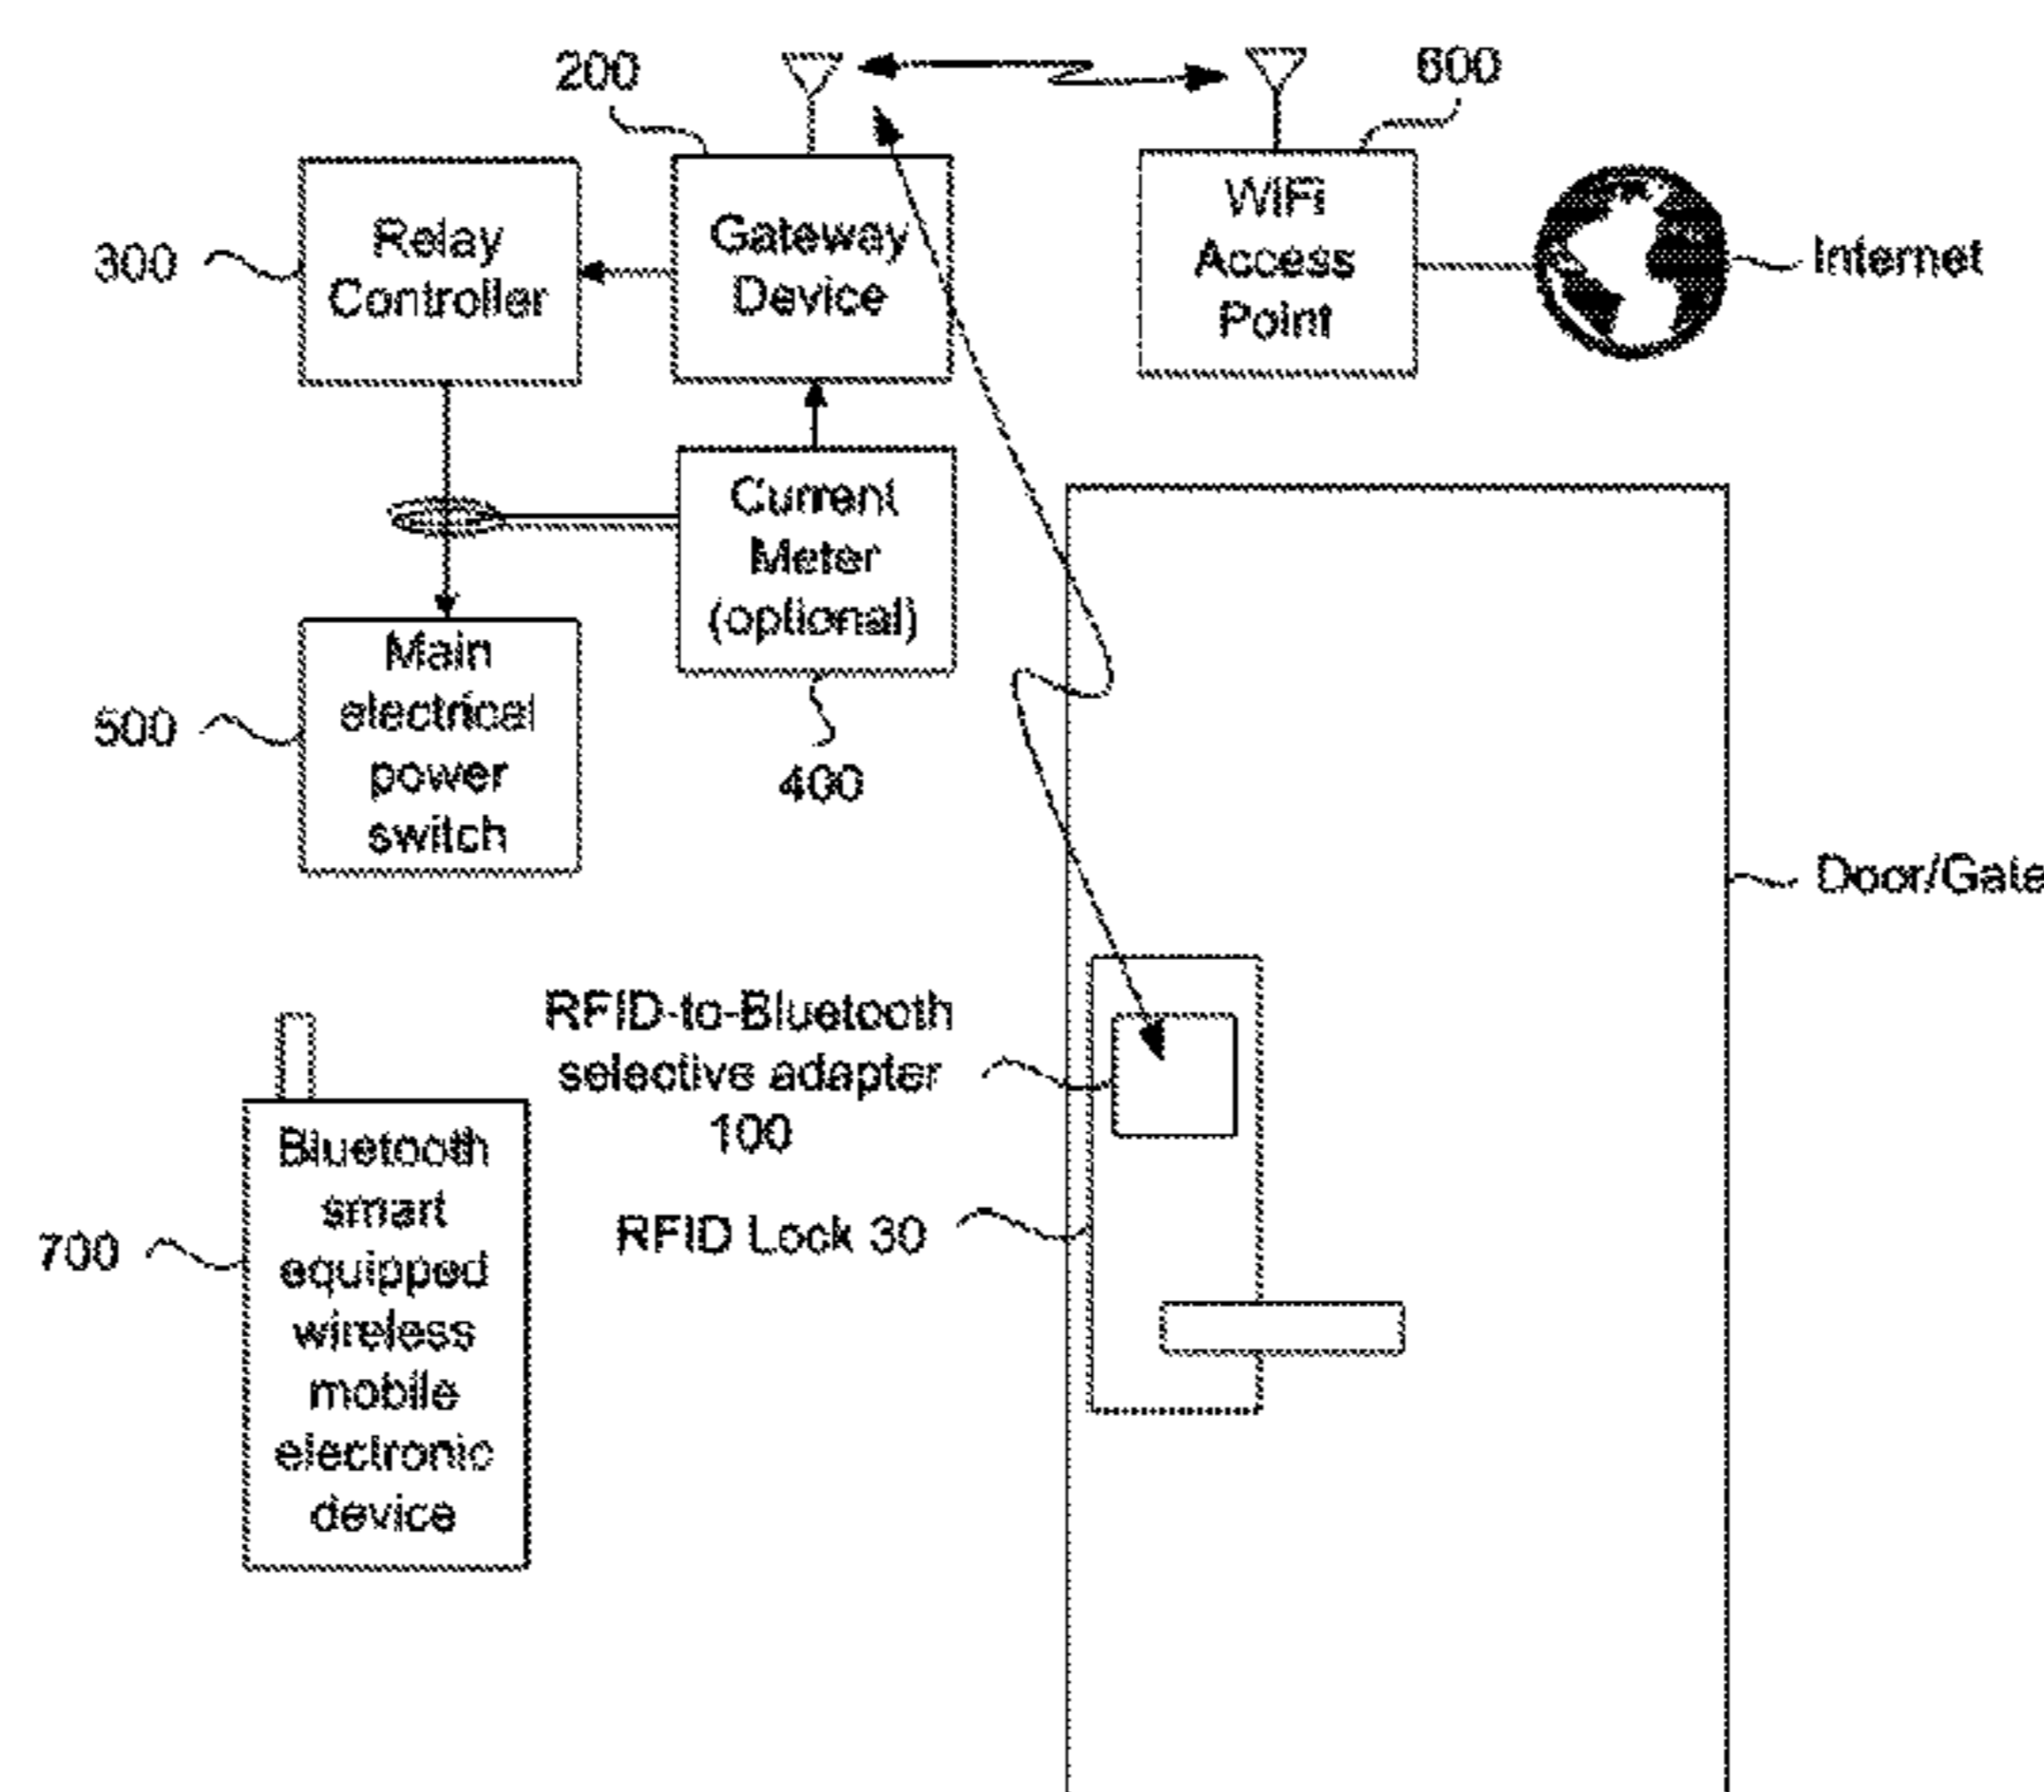 200
600
300
Relay
Controller
Gateway
Device
WiFi
Access
Point
Internet
Current
Meter
(optional)
400
500
Main
electrical
power
switch
Door/Gate
RFID-to-Bluetooth
selective adapter
100
RFID Lock 30
700
Bluetooth
smart
equipped
wireless
mobile
electronic
device